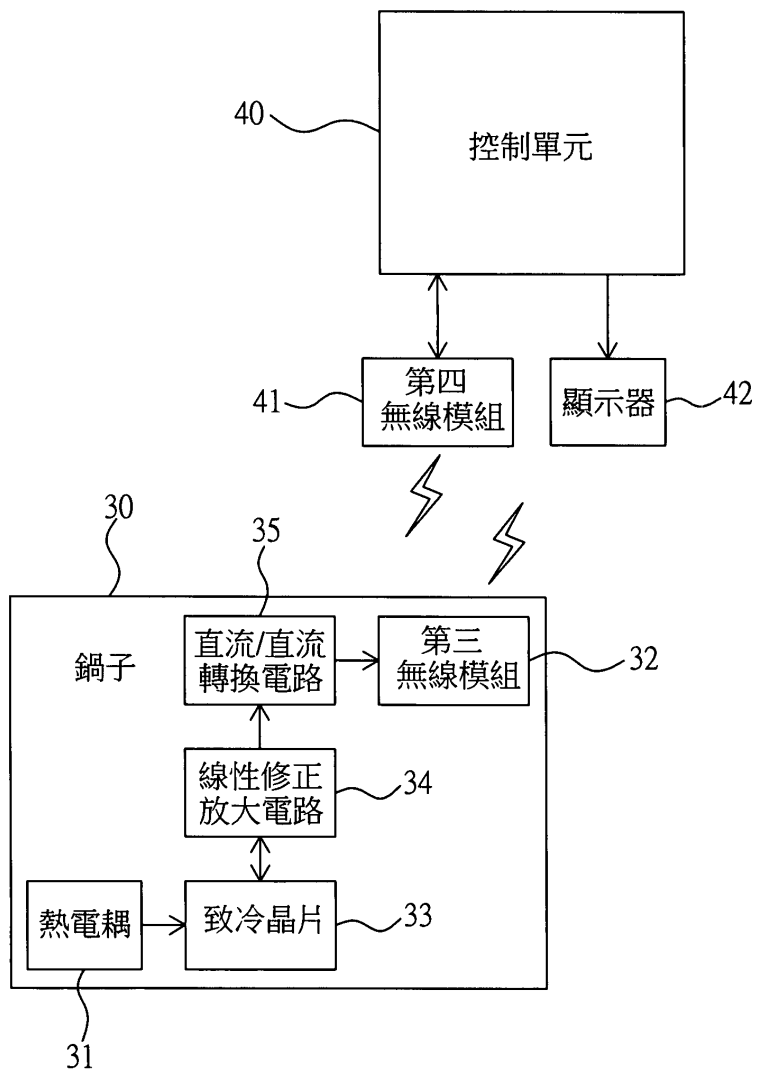 40
控制單元
第四
無線模組
41
顯示器
42
30
35
鍋子
直流/直流
轉換電路
第三
無線模組
32
線性修正
放大電路
34
熱電耦
致冷晶片
33
31